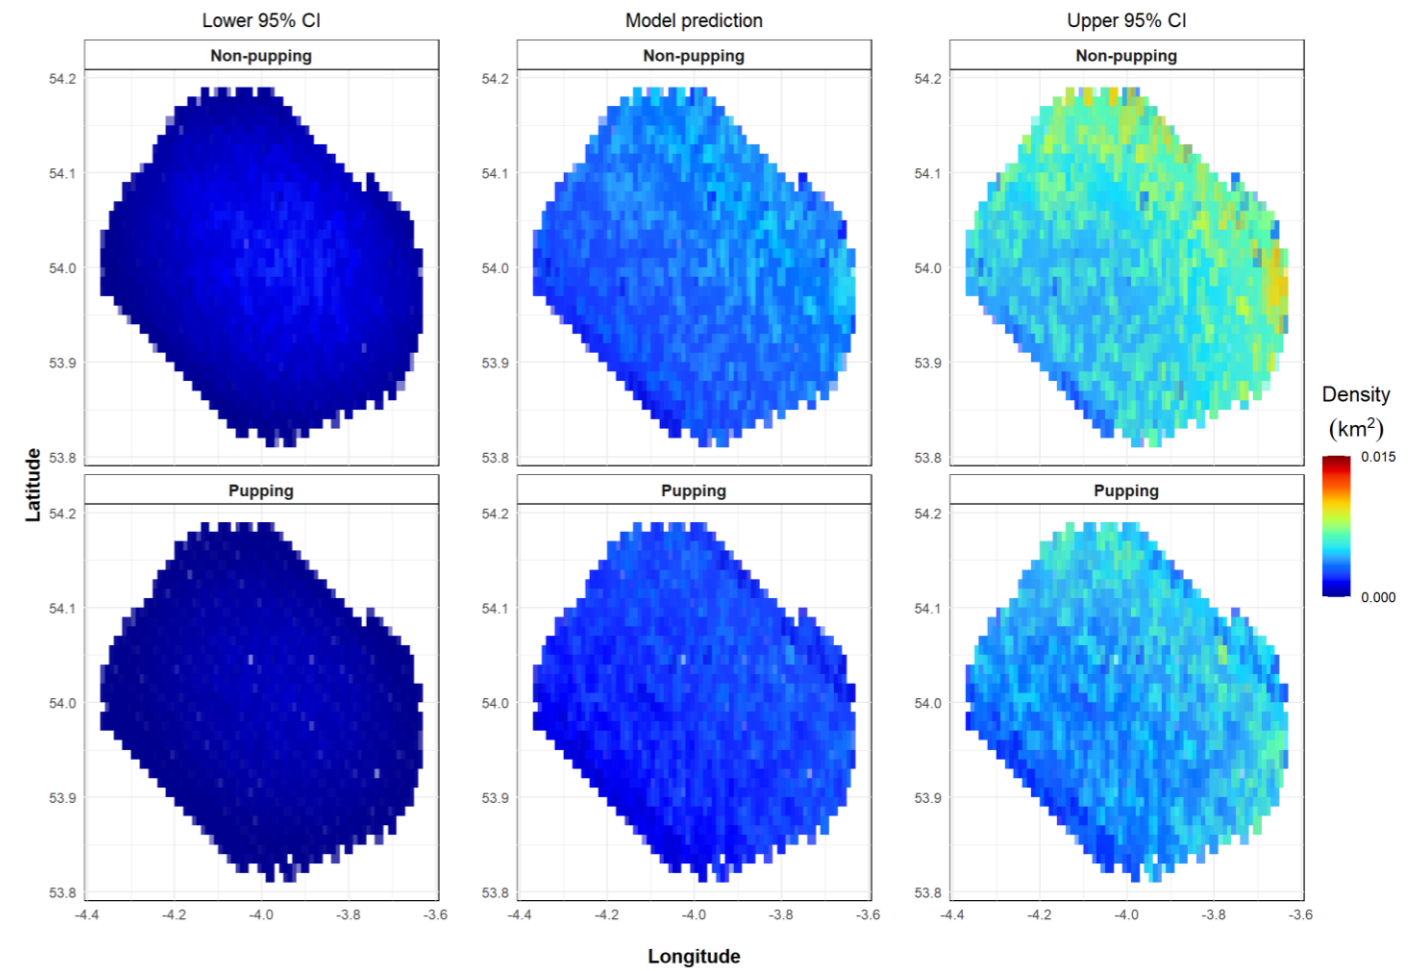 Lower 95% CI
Model prediction
Upper 95% CI
Non-pupping
Non-pupping
Non-pupping
54.2
54.1
54.0
53.9
53.8
54.2
54.1
54.0
53.9
53.8
54.2
54.1
54.0
53.9
53.8
Density
(km²)
0.015
0.000
Latitude
Pupping
Pupping
Pupping
54.2
54.1
54.0
53.9
53.8
54.2
54.1
54.0
53.9
53.8
54.2
54.1
54.0
53.9
53.8
-4.4 -4.2 -4.0 -3.8 -3.6
-4.4 -4.2 -4.0 -3.8 -3.6
-4.4 -4.2 -4.0 -3.8 -3.6
Longitude